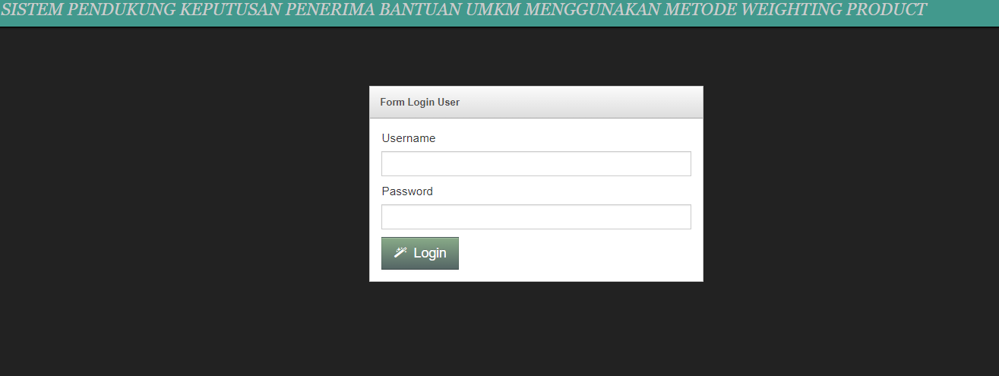 SISTEM PENDUKUNG KEPUTUSAN PENERIMA BANTUAN UMKM MENGGUNAKAN METODE WEIGHTING PRODUCT
Form Login User
Username
Password
Login